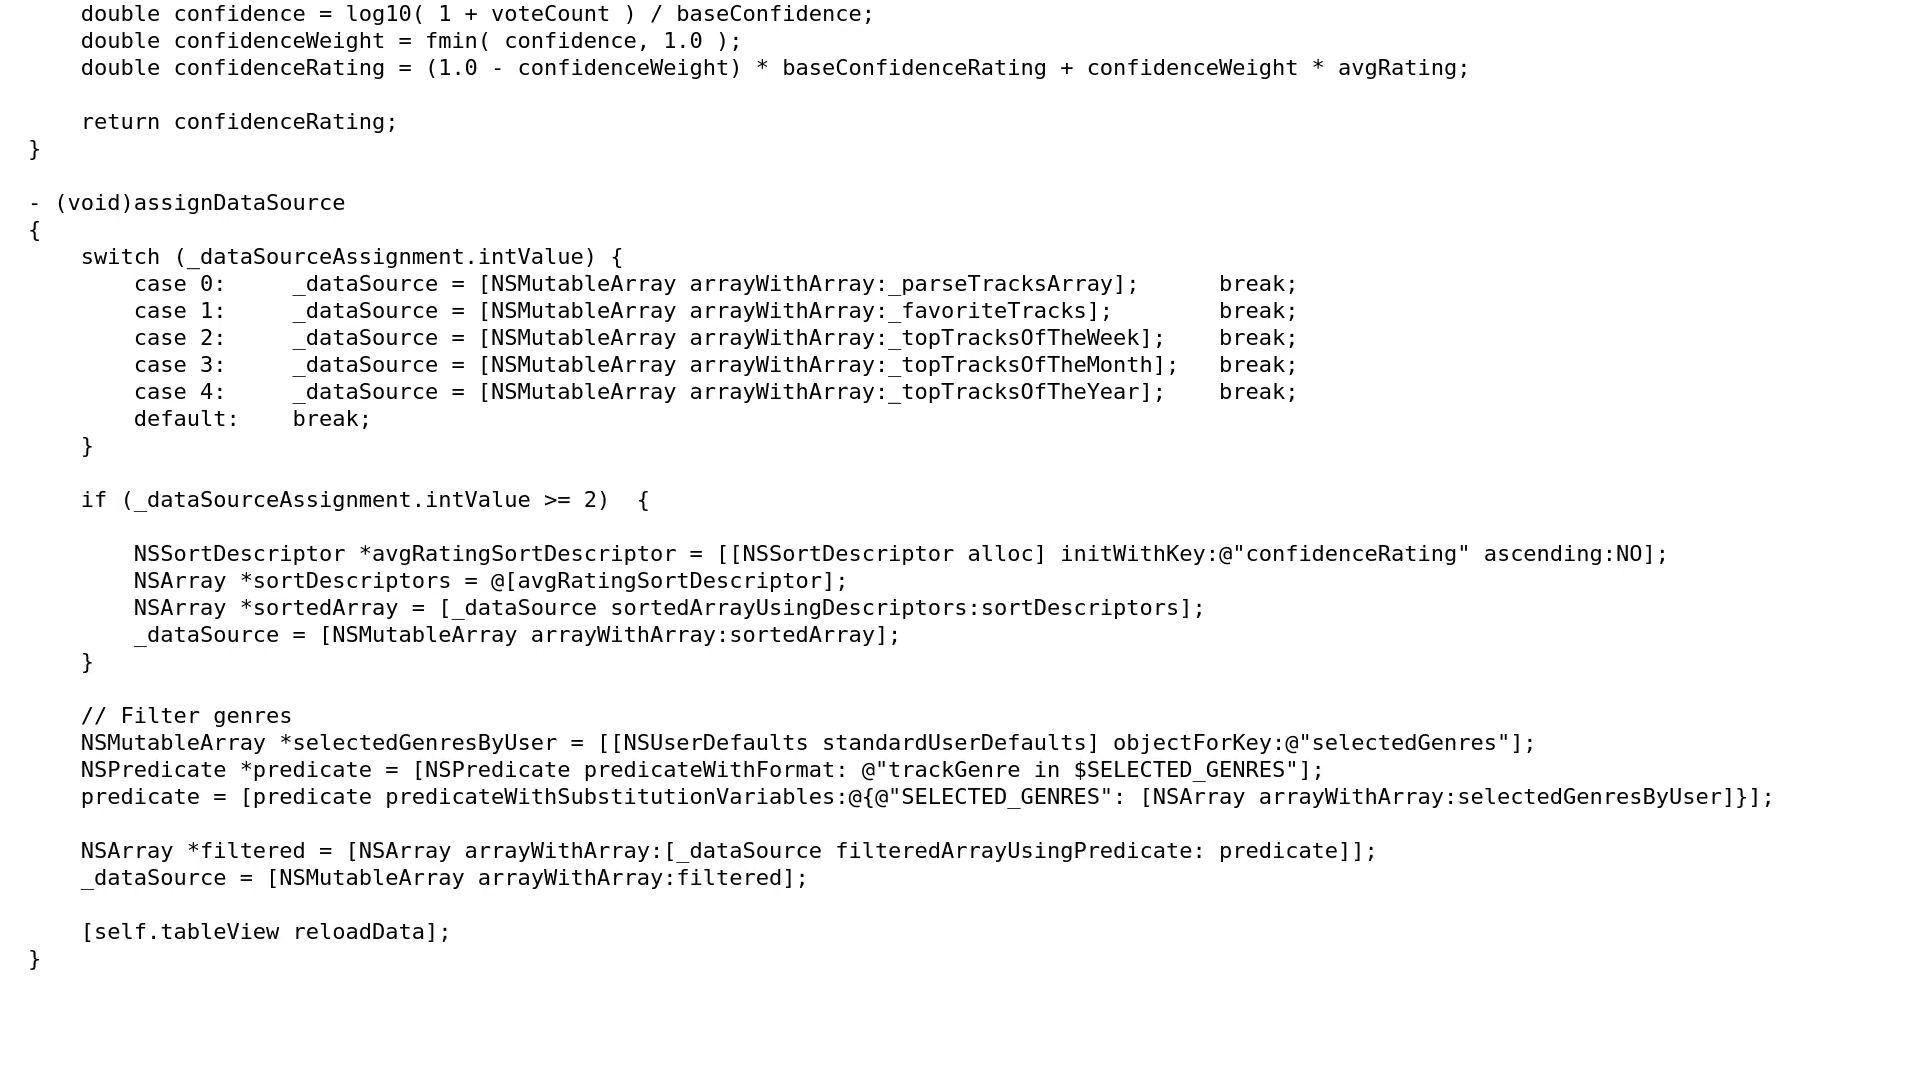 double confidence = log10( 1 + voteCount ) / baseConfidence;
    double confidenceWeight = fmin( confidence, 1.0 );
    double confidenceRating = (1.0 - confidenceWeight) * baseConfidenceRating + confidenceWeight * avgRating;

    return confidenceRating;
}

- (void)assignDataSource
{
    switch (_dataSourceAssignment.intValue) {
        case 0:     _dataSource = [NSMutableArray arrayWithArray:_parseTracksArray];      break;
        case 1:     _dataSource = [NSMutableArray arrayWithArray:_favoriteTracks];        break;
        case 2:     _dataSource = [NSMutableArray arrayWithArray:_topTracksOfTheWeek];    break;
        case 3:     _dataSource = [NSMutableArray arrayWithArray:_topTracksOfTheMonth];   break;
        case 4:     _dataSource = [NSMutableArray arrayWithArray:_topTracksOfTheYear];    break;
        default:    break;
    }

    if (_dataSourceAssignment.intValue >= 2)  {

        NSSortDescriptor *avgRatingSortDescriptor = [[NSSortDescriptor alloc] initWithKey:@"confidenceRating" ascending:NO];
        NSArray *sortDescriptors = @[avgRatingSortDescriptor];
        NSArray *sortedArray = [_dataSource sortedArrayUsingDescriptors:sortDescriptors];
        _dataSource = [NSMutableArray arrayWithArray:sortedArray];
    }

    // Filter genres
    NSMutableArray *selectedGenresByUser = [[NSUserDefaults standardUserDefaults] objectForKey:@"selectedGenres"];
    NSPredicate *predicate = [NSPredicate predicateWithFormat: @"trackGenre in $SELECTED_GENRES"];
    predicate = [predicate predicateWithSubstitutionVariables:@{@"SELECTED_GENRES": [NSArray arrayWithArray:selectedGenresByUser]}];

    NSArray *filtered = [NSArray arrayWithArray:[_dataSource filteredArrayUsingPredicate: predicate]];
    _dataSource = [NSMutableArray arrayWithArray:filtered];

    [self.tableView reloadData];
}